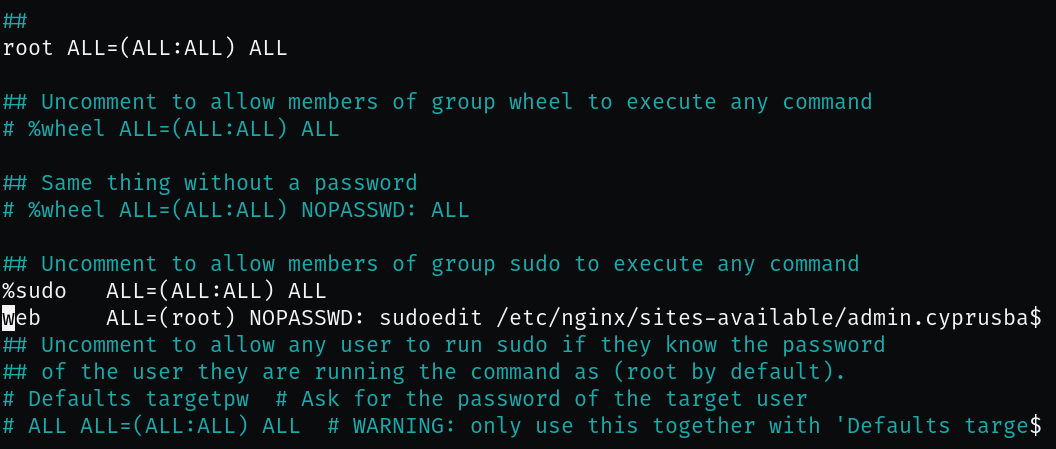 ##
root ALL=(ALL:ALL) ALL
## Uncomment to allow members of group wheel to execute any command
# %wheel ALL=(ALL:ALL) ALL
## Same thing without a password
# %wheel ALL=(ALL:ALL) NOPASSWD: ALL
## Uncomment to allow members of group sudo to execute any command
%sudo   ALL=(ALL:ALL) ALL
web     ALL=(root) NOPASSWD: sudoedit /etc/nginx/sites-available/admin.cyprusba$
## Uncomment to allow any user to run sudo if they know the password
## of the user they are running the command as (root by default).
# Defaults targetpw  # Ask for the password of the target user
# ALL ALL=(ALL:ALL) ALL  # WARNING: only use this together with 'Defaults targe$